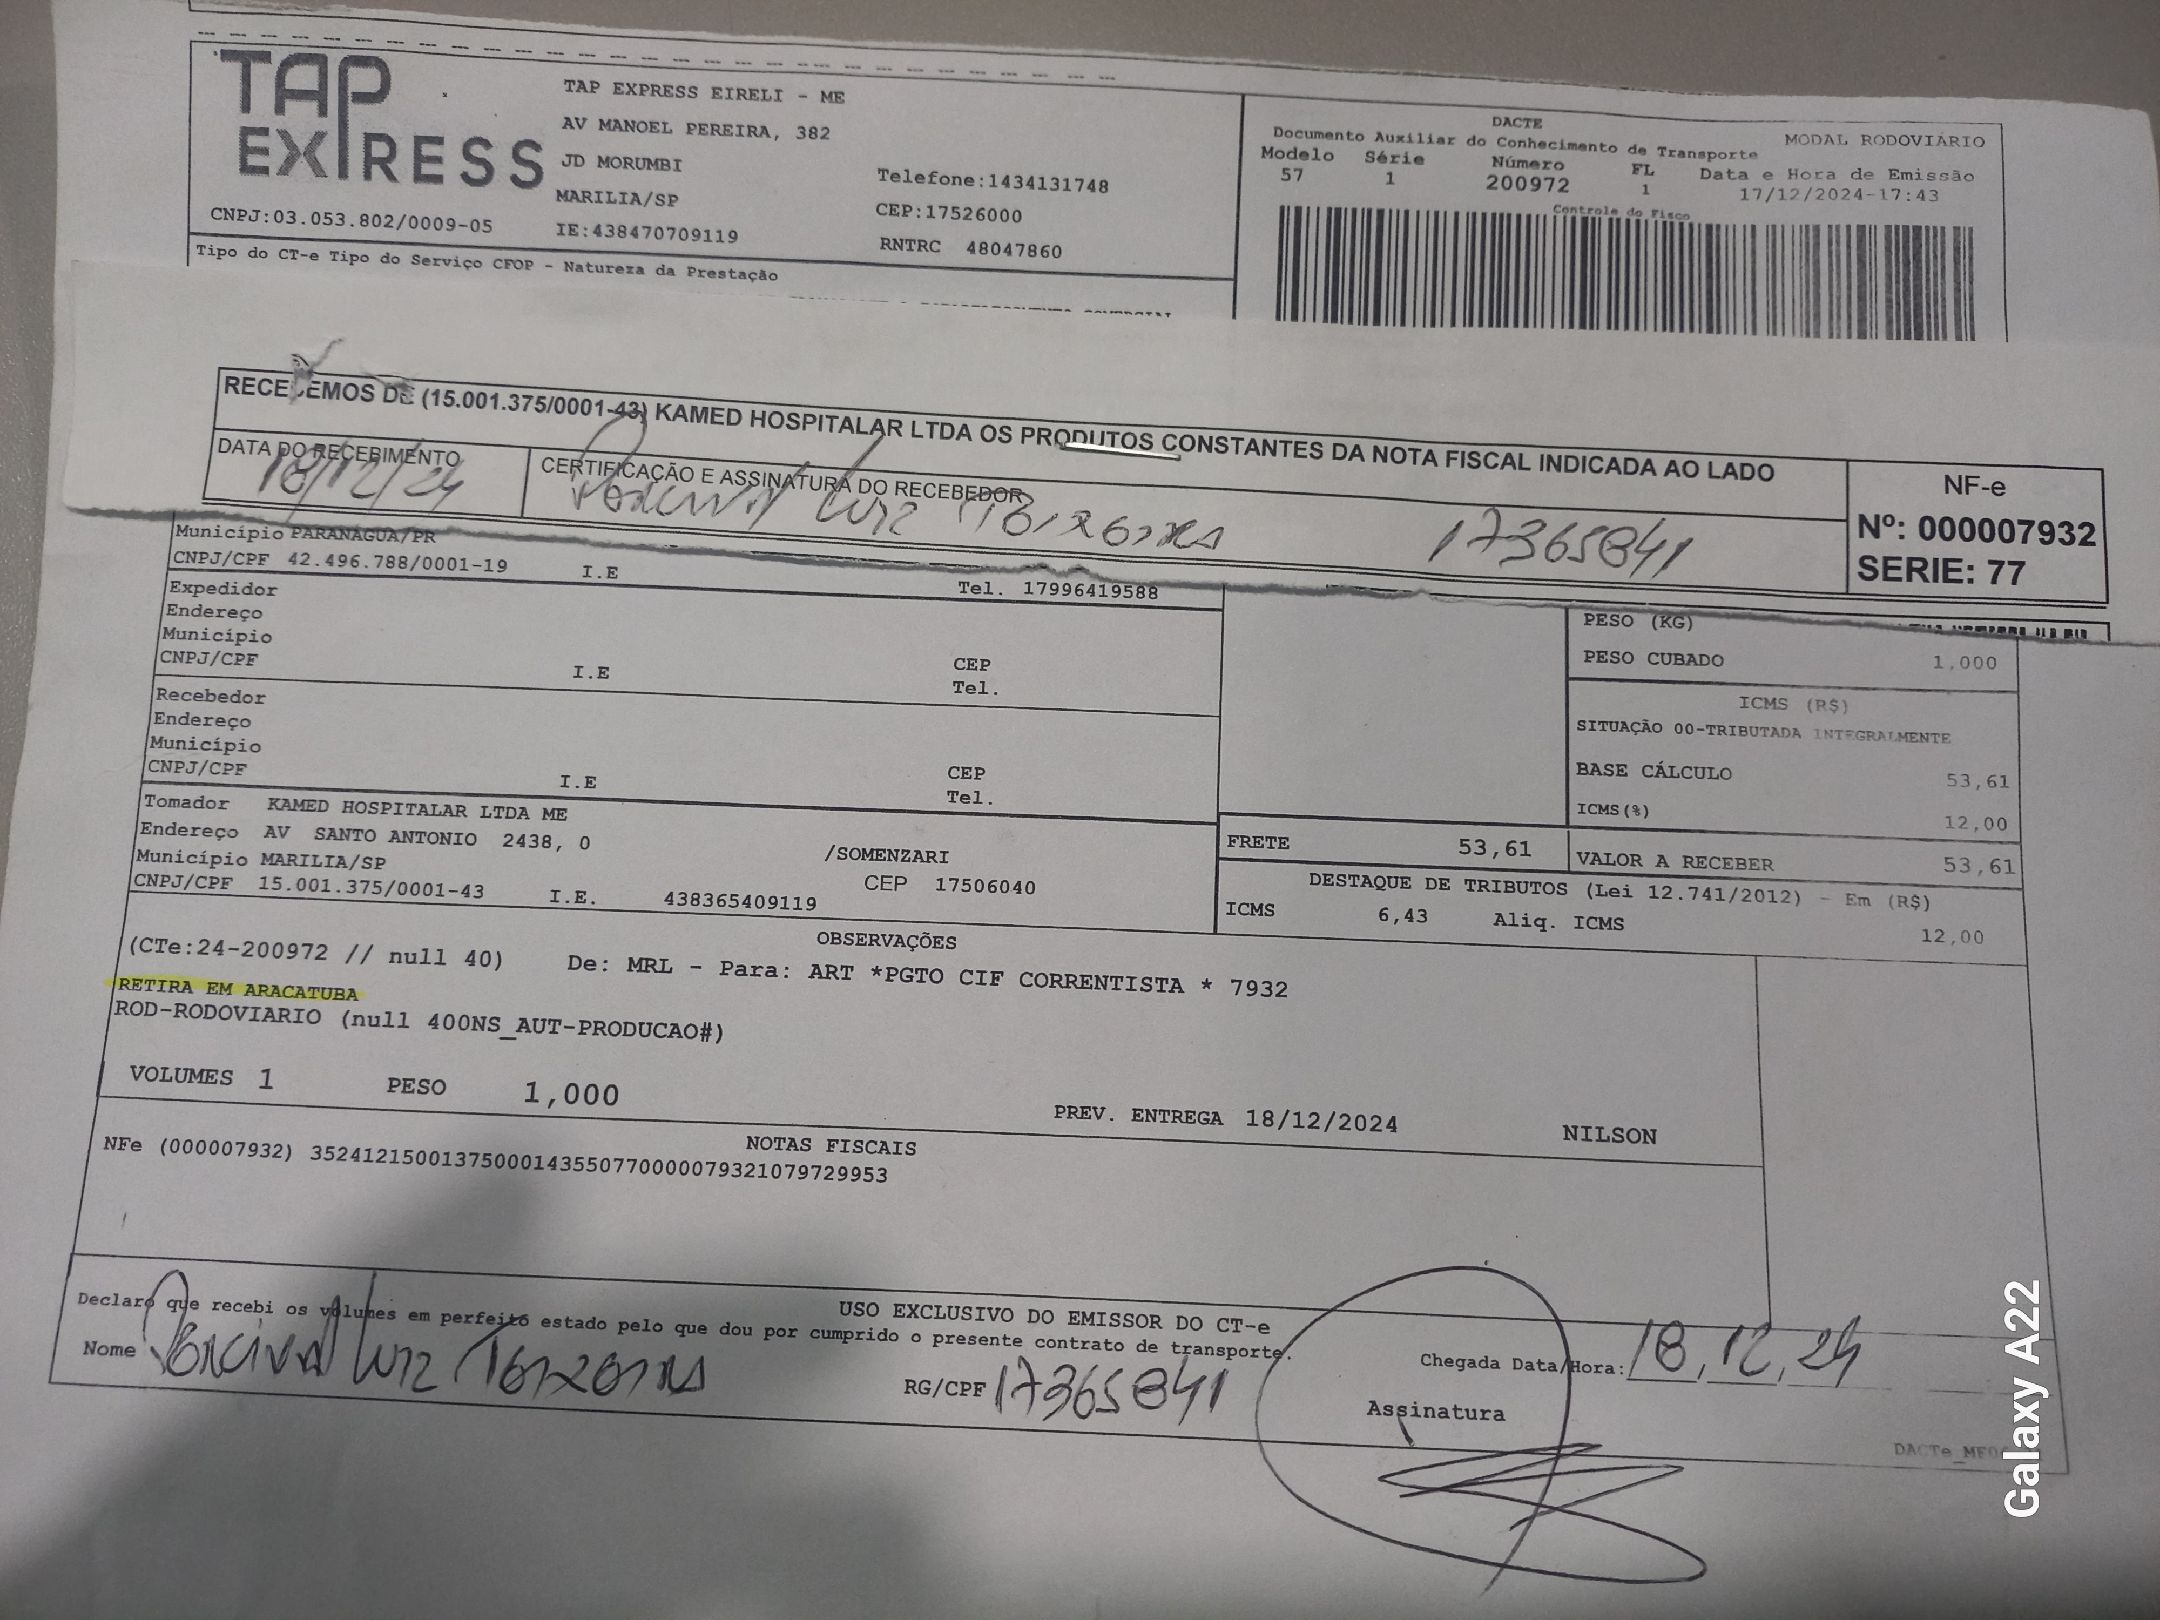 TAP
EXPRESS
TAP EXPRESS EIRELI - ME
AV MANOEL PEREIRA, 382
JD MORUMBI
MARILIA/SP
Telefone:1434131748
CEP:17526000
CNPJ:03.053.802/0009-05
IE:438470709119
RNTRC 48047860
DACTE
MODAL RODOVIÁRIO
Documento Auxiliar do Conhecimento de Transporte
Modelo Série Número FL Data e Hora de Emissão
57 1 200972 1 17/12/2024-17:43
Controle do Fisco
Tipo do CT-e Tipo do Serviço CFOP - Natureza da Prestação
RECEBEMOS DE (15.001.375/0001-43) KAMED HOSPITALAR LTDA OS PRODUTOS CONSTANTES DA NOTA FISCAL INDICADA AO LADO
DATA DO RECEBIMENTO
18/12/24
CERTIFICAÇÃO E ASSINATURA DO RECEBEDOR
Luiz 17365841
NF-e
Nº: 000007932
SERIE: 77
Município PARANAGUA/PR
CNPJ/CPF 42.496.788/0001-19 I.E Tel. 17996419588
Expedidor
Endereço
Município CEP
CNPJ/CPF I.E Tel.
Recebedor
Endereço
Município CEP
CNPJ/CPF I.E Tel.
PESO (KG)
PESO CUBADO 1,000
ICMS (R$)
SITUAÇÃO 00-TRIBUTADA INTEGRALMENTE
BASE CÁLCULO 53,61
ICMS(%) 12,00
Tomador KAMED HOSPITALAR LTDA ME
Endereço AV SANTO ANTONIO 2438, 0 /SOMENZARI
Município MARILIA/SP CEP 17506040
CNPJ/CPF 15.001.375/0001-43 I.E. 438365409119
FRETE 53,61 VALOR A RECEBER 53,61
DESTAQUE DE TRIBUTOS (Lei 12.741/2012) - Em (R$)
ICMS 6,43 Aliq. ICMS 12,00
OBSERVAÇÕES
(CTe:24-200972 // null 40) De: MRL - Para: ART *PGTO CIF CORRENTISTA * 7932
RETIRA EM ARACATUBA
ROD-RODOVIARIO (null 400NS_AUT-PRODUCAO#)
VOLUMES 1 PESO 1,000 PREV. ENTREGA 18/12/2024 NILSON
NOTAS FISCAIS
NFe (000007932) 35241215001375000143550770000079321079729953
USO EXCLUSIVO DO EMISSOR DO CT-e
Declaro que recebi os volumes em perfeito estado pelo que dou por cumprido o presente contrato de transporte.
Nome Luiz
RG/CPF 17365841
Chegada Data/Hora: 18,12,24
Assinatura
Galaxy A22